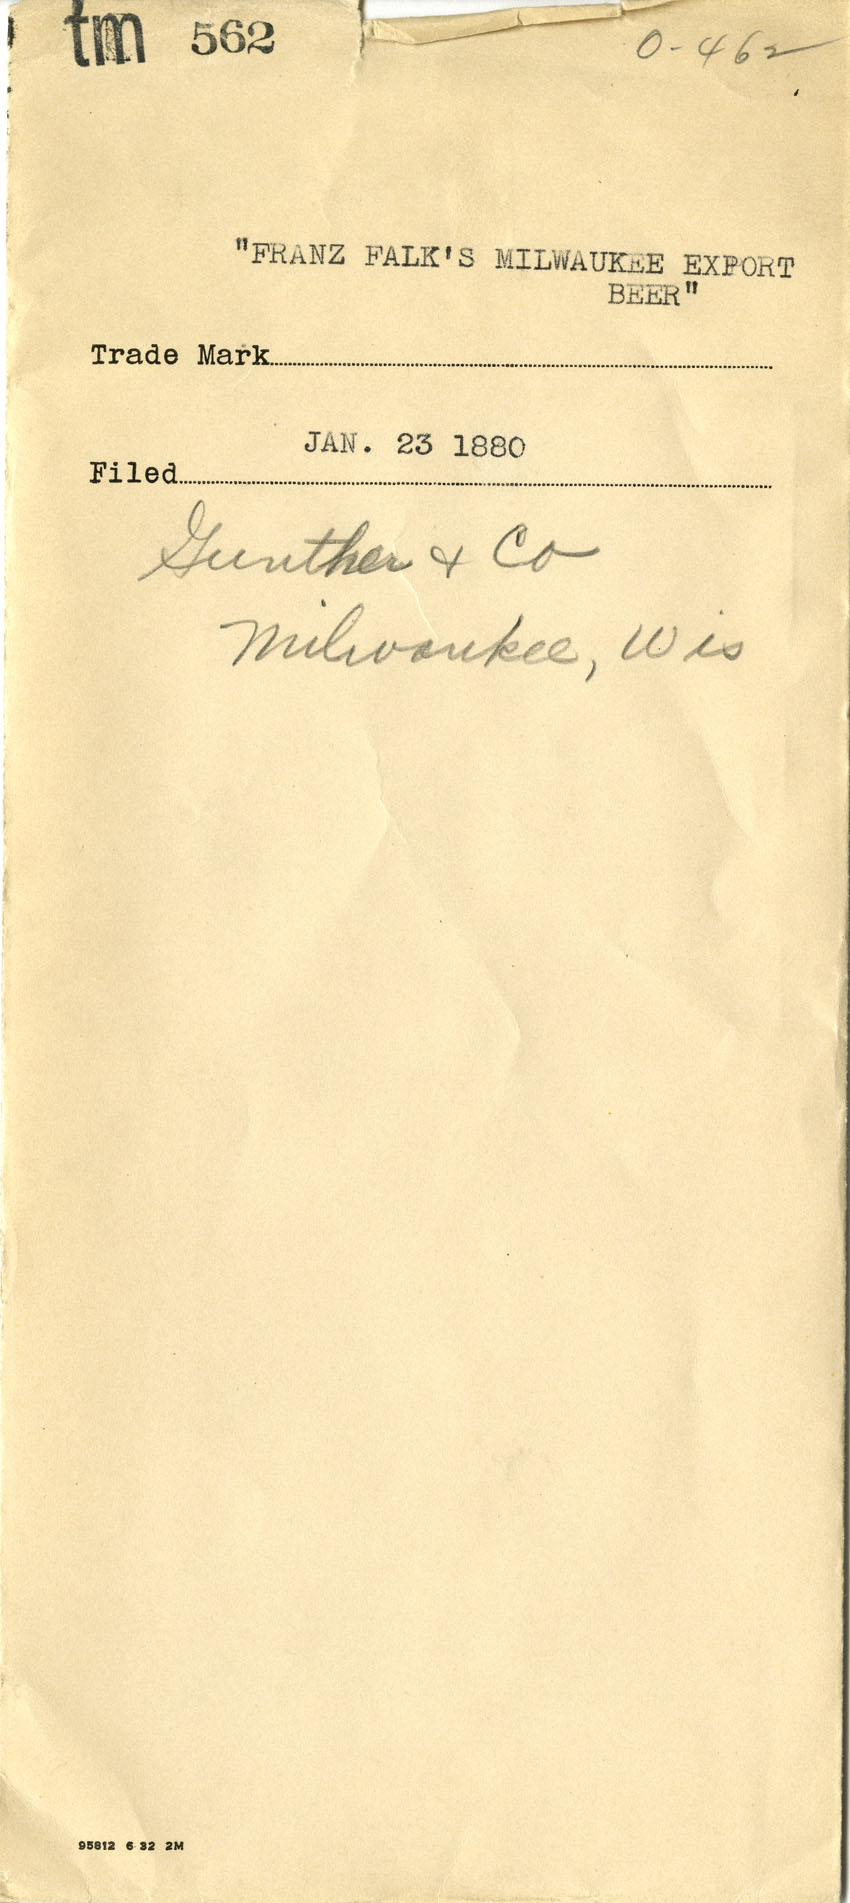 tm 562
0-462
"FRANZ FALK'S MILWAUKEE EXPORT
BEER"
Trade Mark
JAN. 23 1880
Filed
Gunther & Co
Milwaukee, Wis
95812 6-32 2M